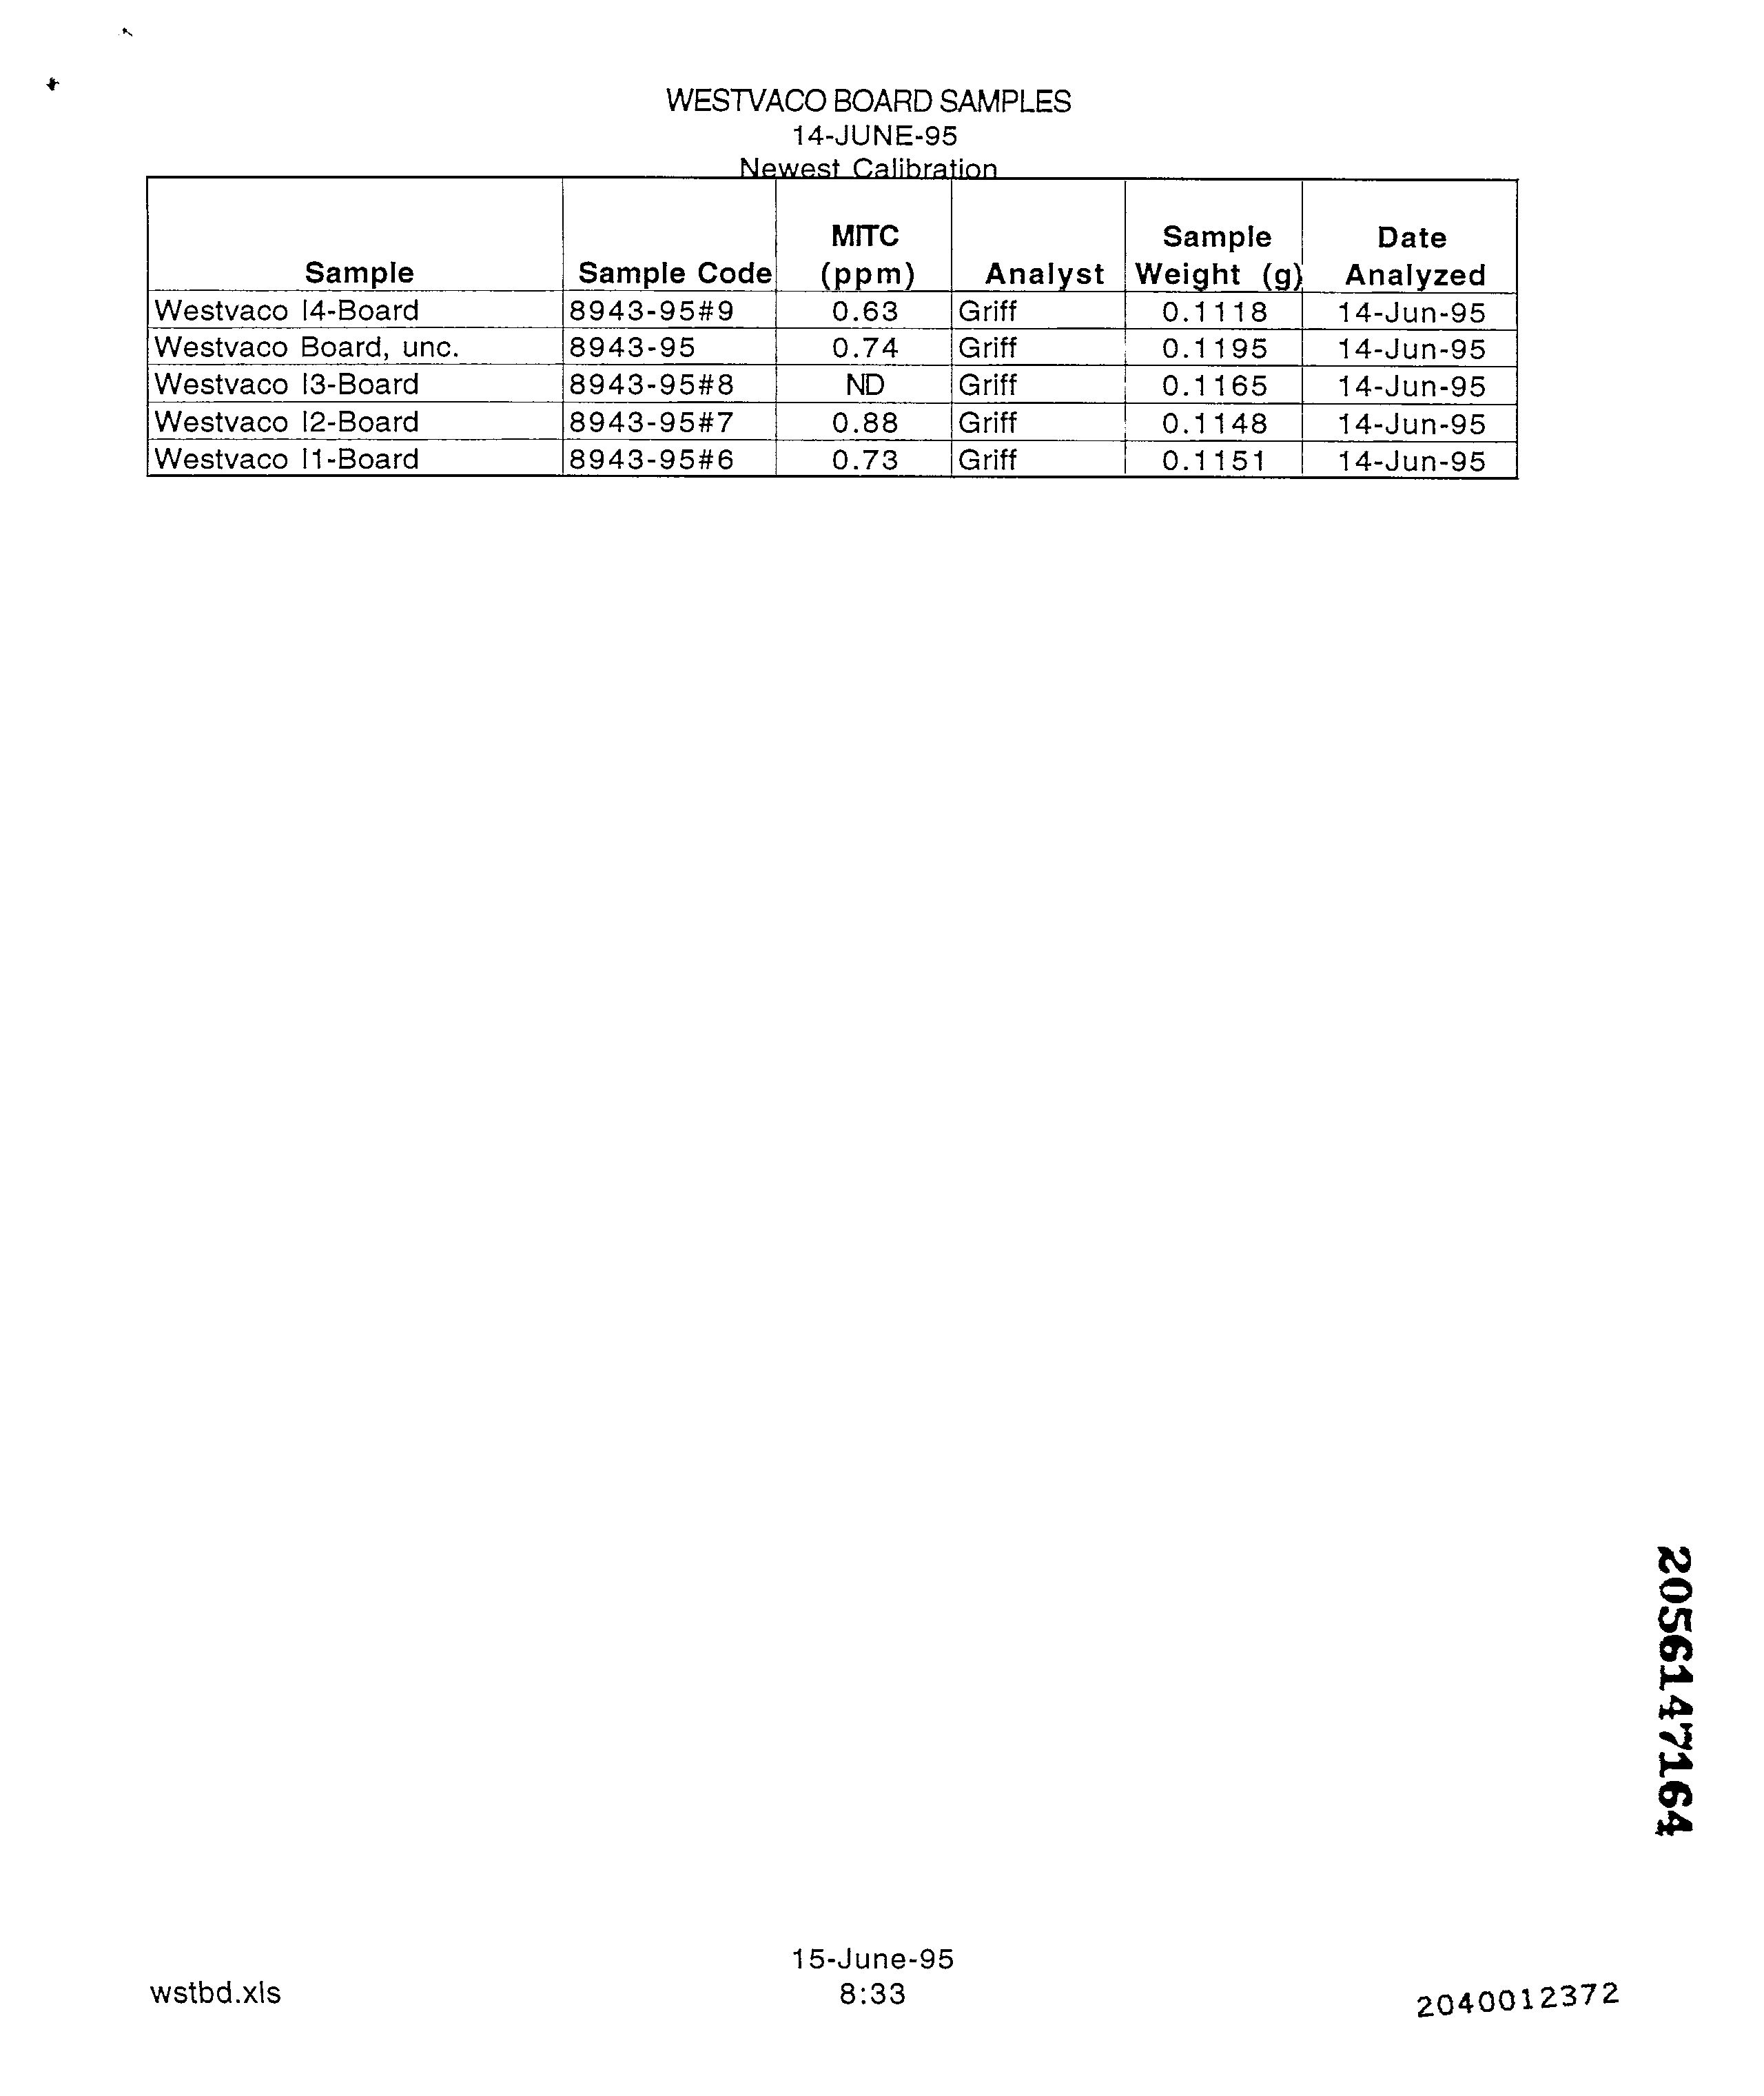 WESTVACO BOARD SAMPLES
14-JUNE-95
Newest Calibration
Sample Sample Code MITC (ppm) Analyst Sample Weight (g) Date Analyzed
Westvaco I4-Board 8943-95#9 0.63 Griff 0.1118 14-Jun-95
Westvaco Board, unc. 8943-95 0.74 Griff 0.1195 14-Jun-95
Westvaco I3-Board 8943-95#8 ND Griff 0.1165 14-Jun-95
Westvaco I2-Board 8943-95#7 0.88 Griff 0.1148 14-Jun-95
Westvaco I1-Board 8943-95#6 0.73 Griff 0.1151 14-Jun-95
2056147164
15-June-95
wstbd.xls 8:33 2040012372